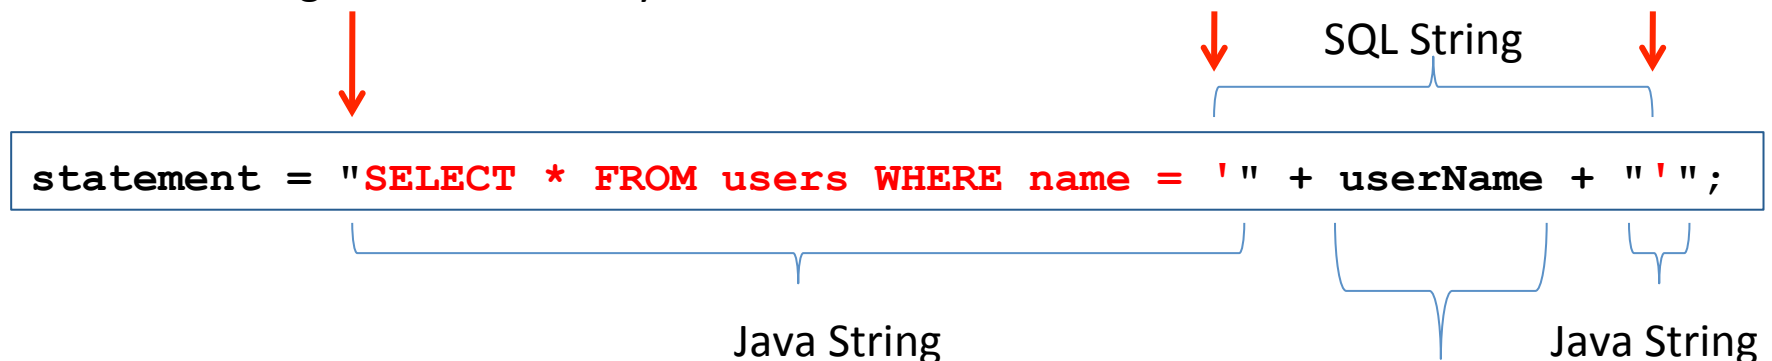 SQL String
statement = "SELECT * FROM users WHERE name = '" + userName + "'";
Java String Java String